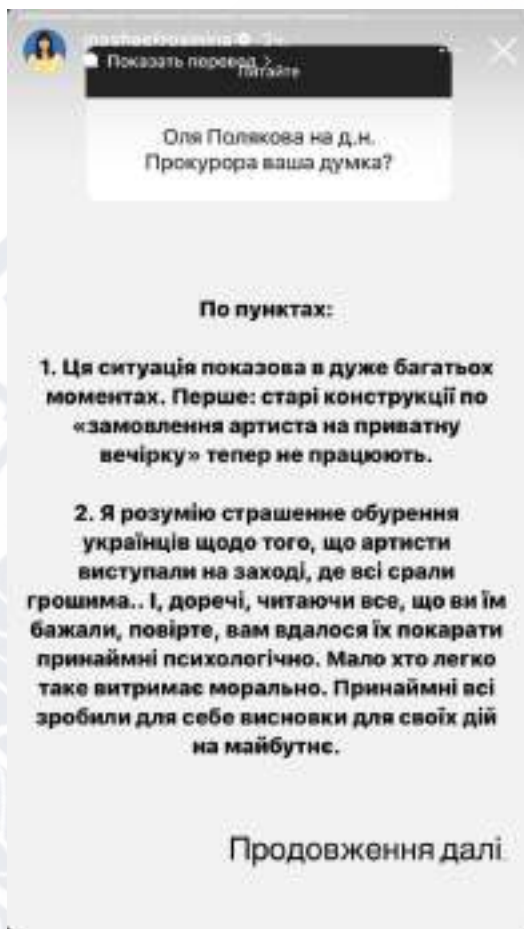 Показать перевод >
питайте
Оля Полякова на д.н.
Прокурора ваша думка?
По пунктах:
1. Ця ситуація показова в дуже багатьох
моментах. Перше: старі конструкції по
«замовлення артиста на приватну
вечірку» тепер не працюють.
2. Я розумію страшенне обурення
українців щодо того, що артисти
виступали на заході, де всі срали
грошима.. І, доречі, читаючи все, що ви їм
бажали, повірте, вам вдалося їх покарати
принаймні психологічно. Мало хто легко
таке витримає морально. Принаймні всі
зробили для себе висновки для своїх дій
на майбутнє.
Продовження далі